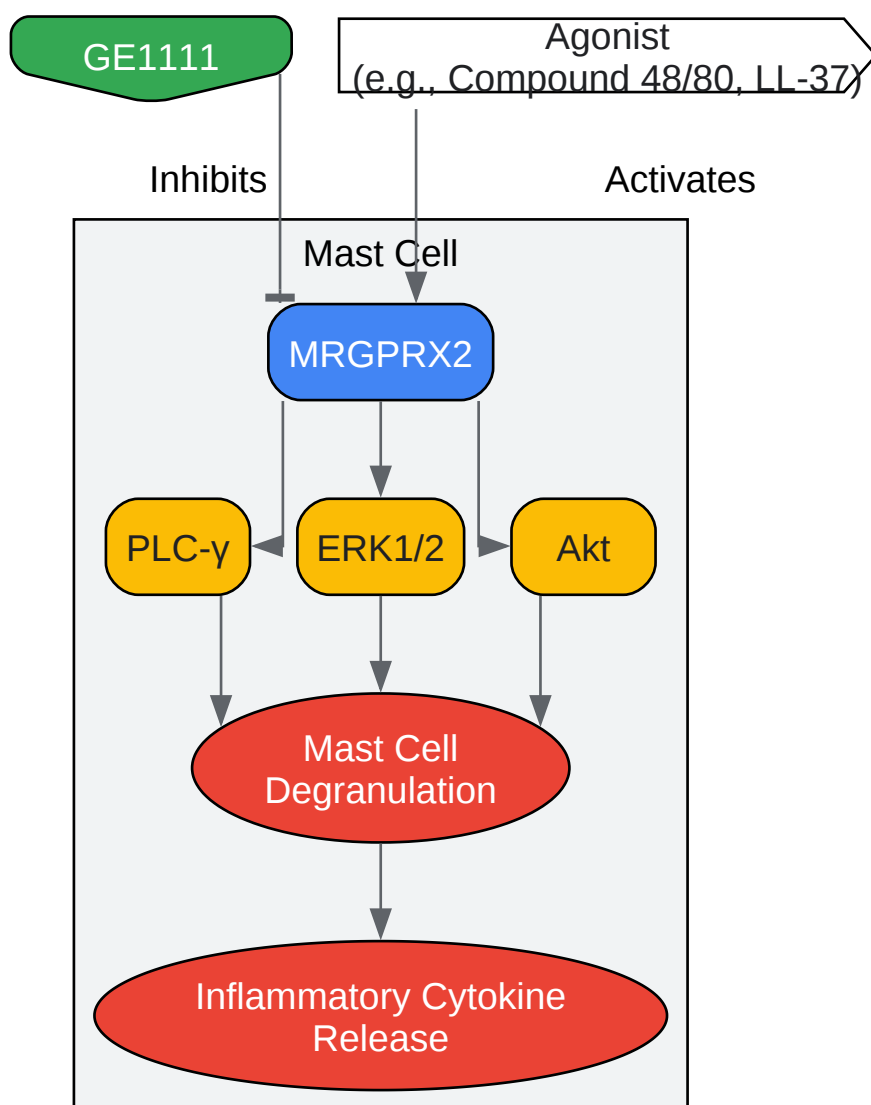 GE1111
Agonist
(e.g., Compound 48/80, LL-37)
Inhibits
Activates
Mast Cell
MRGPRX2
PLC-γ
ERK1/2
Akt
Mast Cell
Degranulation
Inflammatory Cytokine
Release